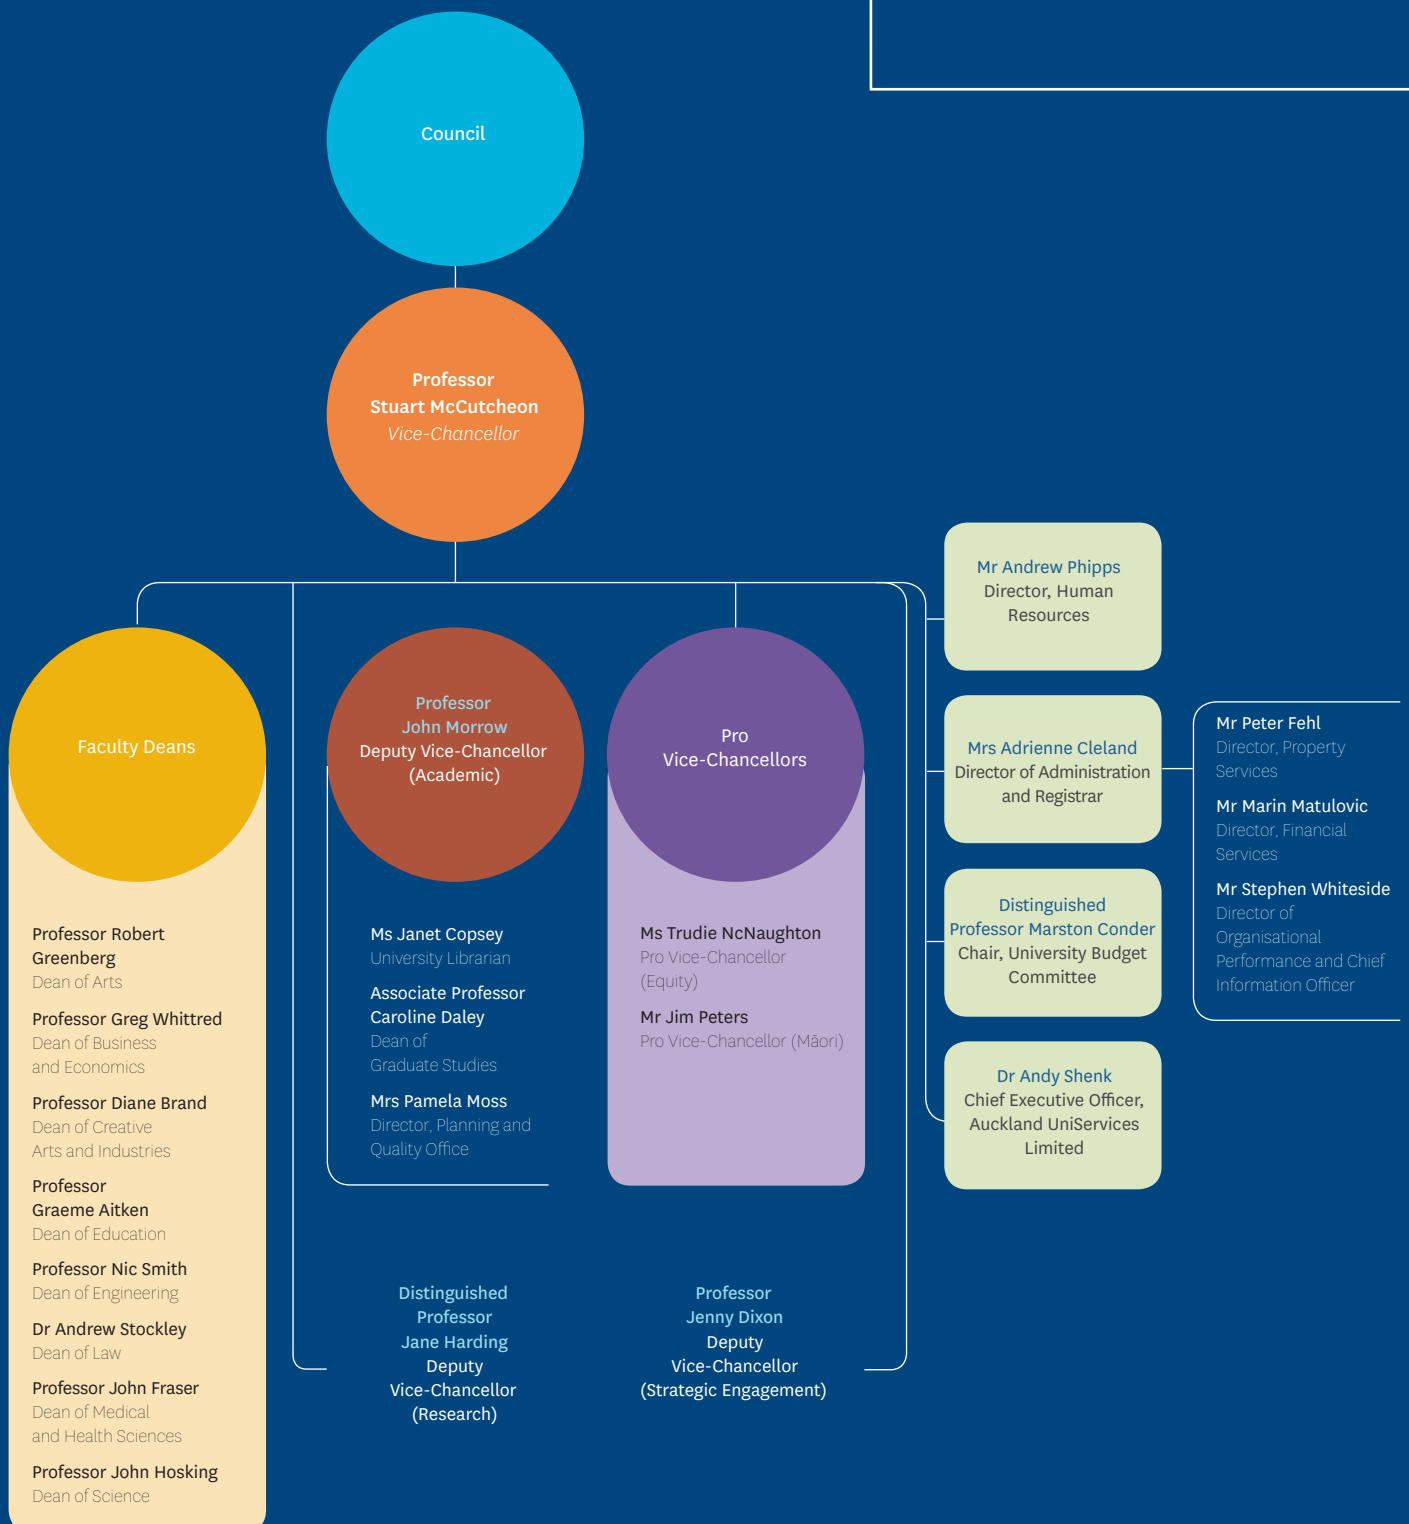 Council
Professor
Stuart McCutcheon
Vice-Chancellor
Faculty Deans
Professor Robert
Greenberg
Dean of Arts
Professor Greg Whittred
Dean of Business
and Economics
Professor Diane Brand
Dean of Creative
Arts and Industries
Professor
Graeme Aitken
Dean of Education
Professor Nic Smith
Dean of Engineering
Dr Andrew Stockley
Dean of Law
Professor John Fraser
Dean of Medical
and Health Sciences
Professor John Hosking
Dean of Science
Professor
John Morrow
Deputy Vice-Chancellor
(Academic)
Ms Janet Copsey
University Librarian
Associate Professor
Caroline Daley
Dean of
Graduate Studies
Mrs Pamela Moss
Director, Planning and
Quality Office
Distinguished
Professor
Jane Harding
Deputy
Vice-Chancellor
(Research)
Pro
Vice-Chancellors
Ms Trudie NcNaughton
Pro Vice-Chancellor
(Equity)
Mr Jim Peters
Pro Vice-Chancellor (Māori)
Professor
Jenny Dixon
Deputy
Vice-Chancellor
(Strategic Engagement)
Mr Andrew Phipps
Director, Human
Resources
Mrs Adrienne Cleland
Director of Administration
and Registrar
Distinguished
Professor Marston Conder
Chair, University Budget
Committee
Dr Andy Shenk
Chief Executive Officer,
Auckland UniServices
Limited
Mr Peter Fehl
Director, Property
Services
Mr Marin Matulovic
Director, Financial
Services
Mr Stephen Whiteside
Director of
Organisational
Performance and Chief
Information Officer